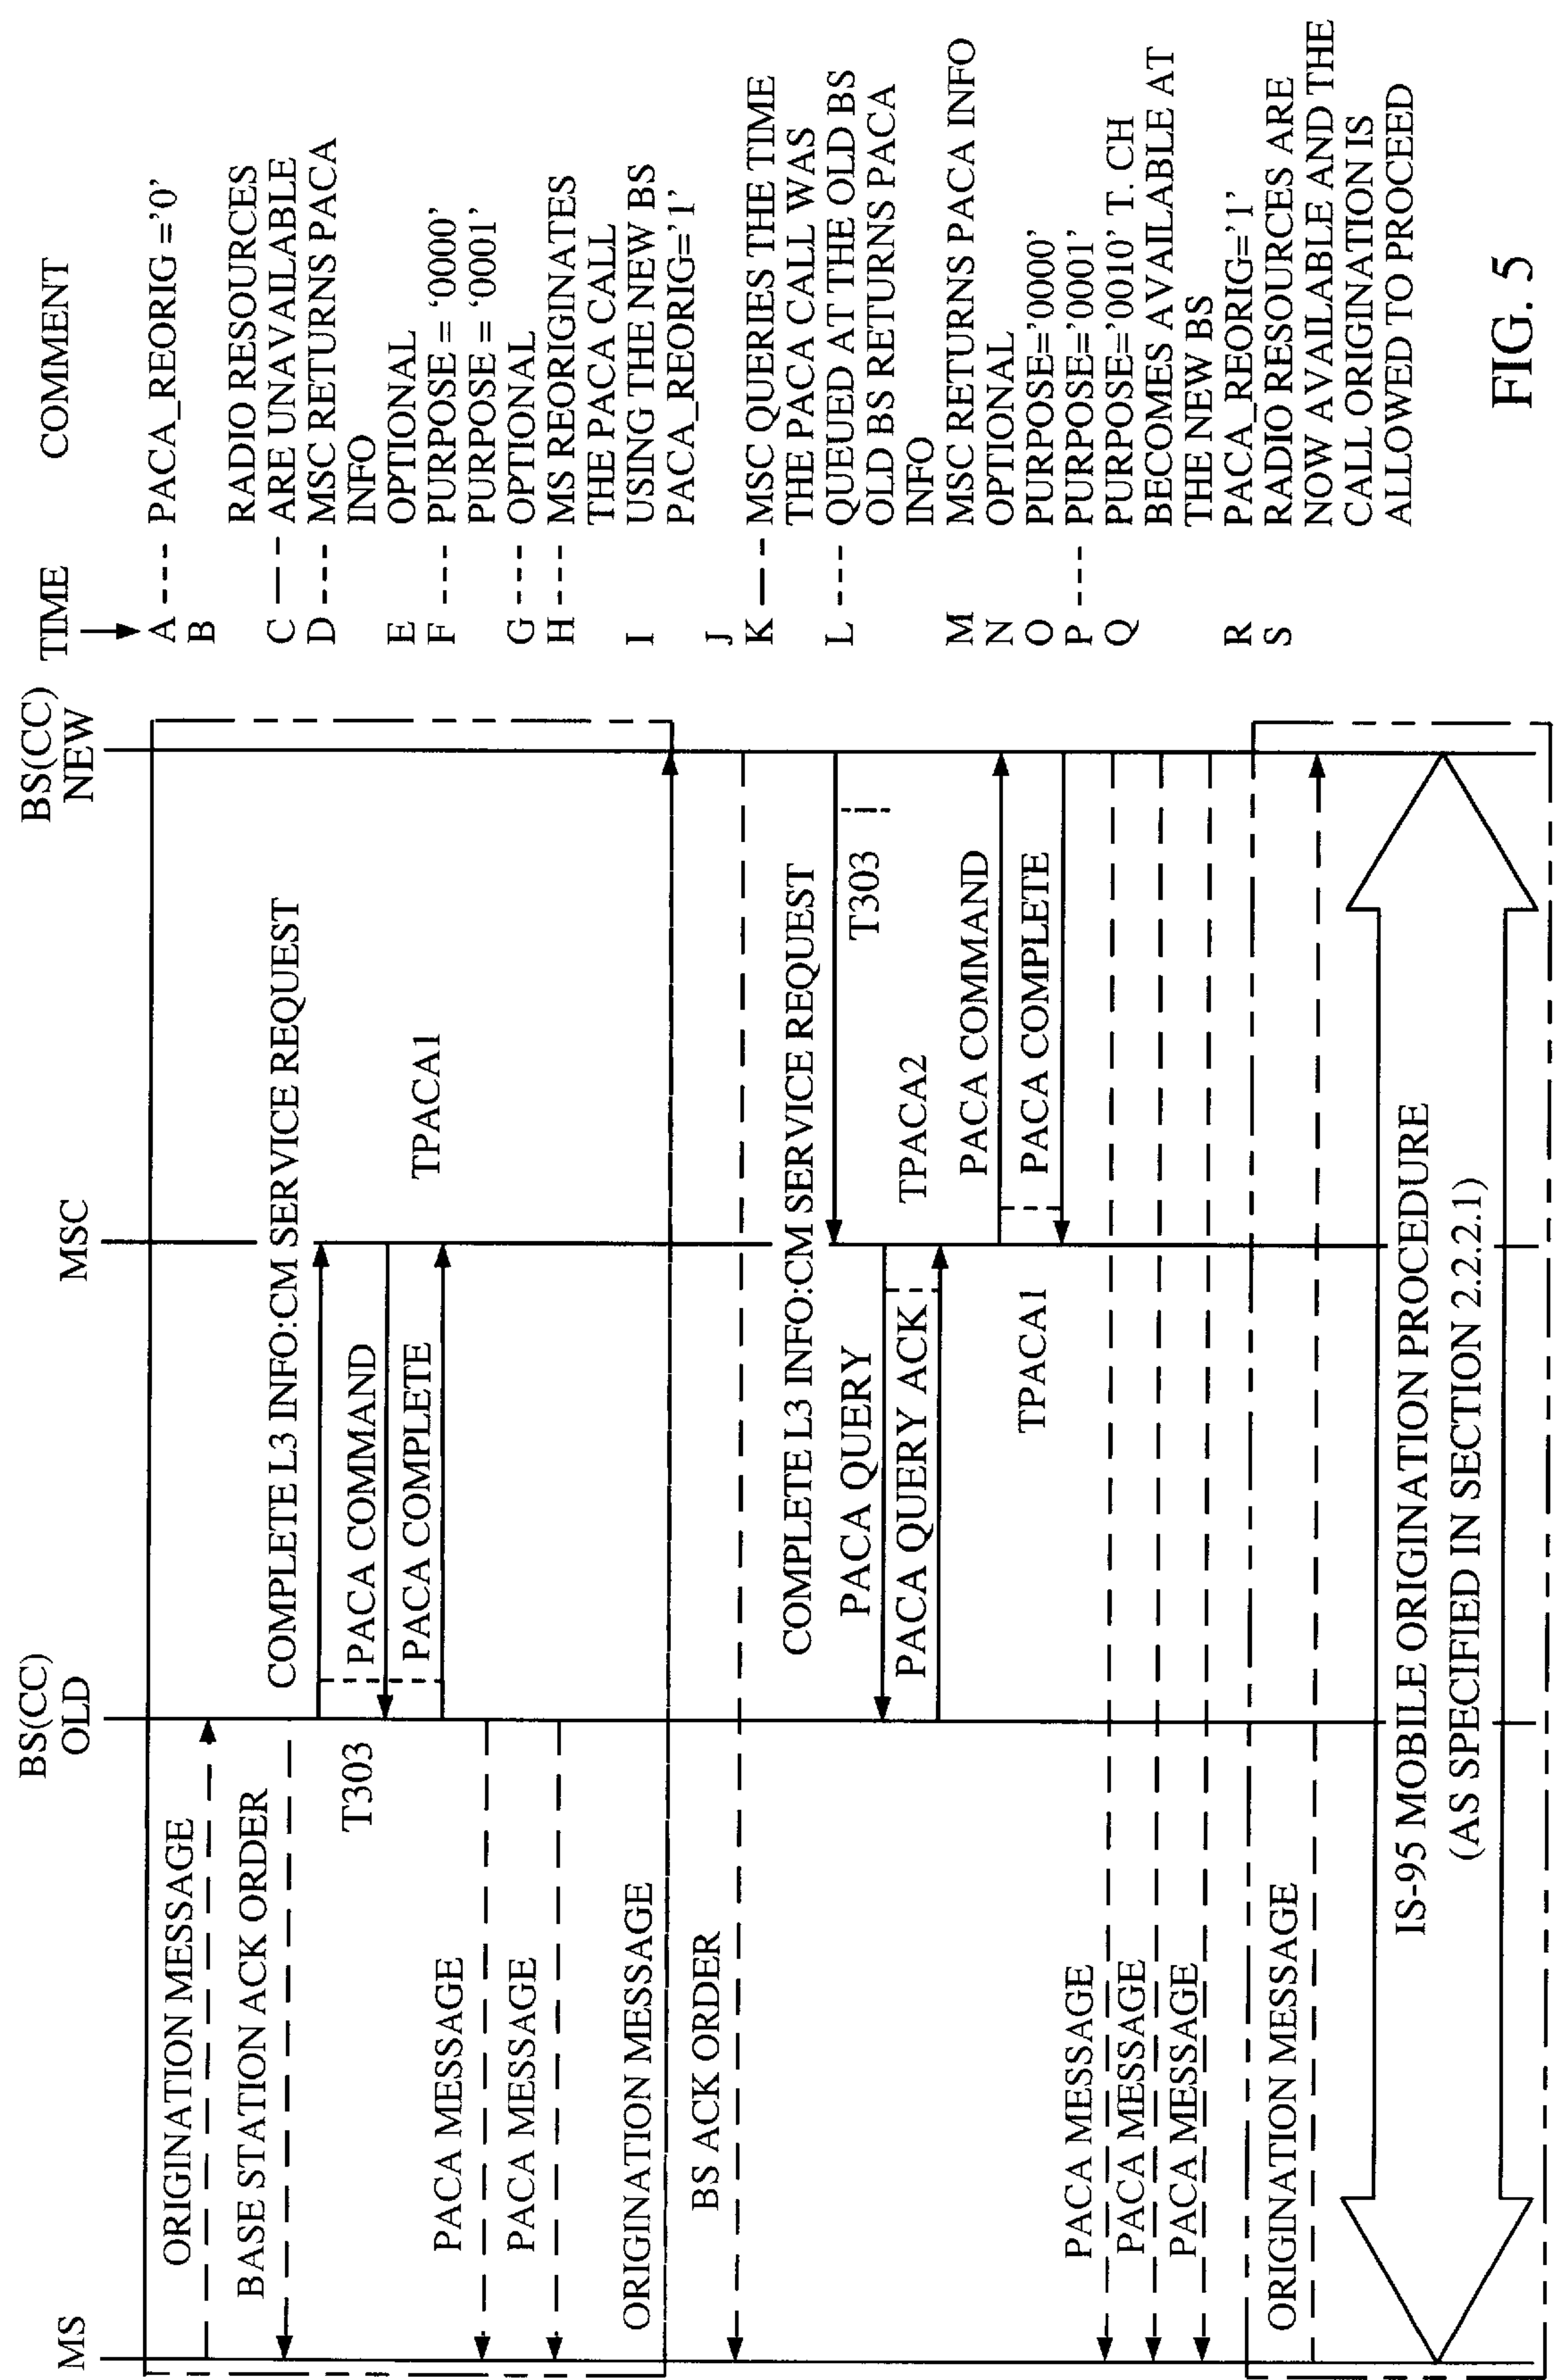 MS
BS(CC)
OLD
MSC
BS(CC)
NEW
TIME
COMMENT
ORIGINATION MESSAGE
BASE STATION ACK ORDER
COMPLETE L3 INFO:CM SERVICE REQUEST
T303
PACA COMMAND
PACA COMPLETE
TPACA1
PACA MESSAGE
PACA MESSAGE
ORIGINATION MESSAGE
BS ACK ORDER
COMPLETE L3 INFO:CM SERVICE REQUEST
T303
PACA QUERY
PACA QUERY ACK
TPACA2
PACA COMMAND
PACA COMPLETE
TPACA1
PACA MESSAGE
PACA MESSAGE
PACA MESSAGE
ORIGINATION MESSAGE
IS-95 MOBILE ORIGINATION PROCEDURE
(AS SPECIFIED IN SECTION 2.2.2.1)
A ---- PACA_REORIG ='0'
B
RADIO RESOURCES
C —– ARE UNAVAILABLE
D ---- MSC RETURNS PACA
INFO
E OPTIONAL
F ---- PURPOSE = ‘0000’
PURPOSE = ‘0001’
G ---- OPTIONAL
H ---- MS REORIGINATES
THE PACA CALL
I USING THE NEW BS
PACA_REORIG='1'
J
K —-- MSC QUERIES THE TIME
THE PACA CALL WAS
L ---- QUEUED AT THE OLD BS
OLD BS RETURNS PACA
INFO
M MSC RETURNS PACA INFO
N OPTIONAL
O PURPOSE='0000'
P ---- PURPOSE='0001'
Q PURPOSE='0010' T. CH
BECOMES AVAILABLE AT
THE NEW BS
R PACA_REORIG='1'
S RADIO RESOURCES ARE
NOW AVAILABLE AND THE
CALL ORIGINATION IS
ALLOWED TO PROCEED
FIG. 5